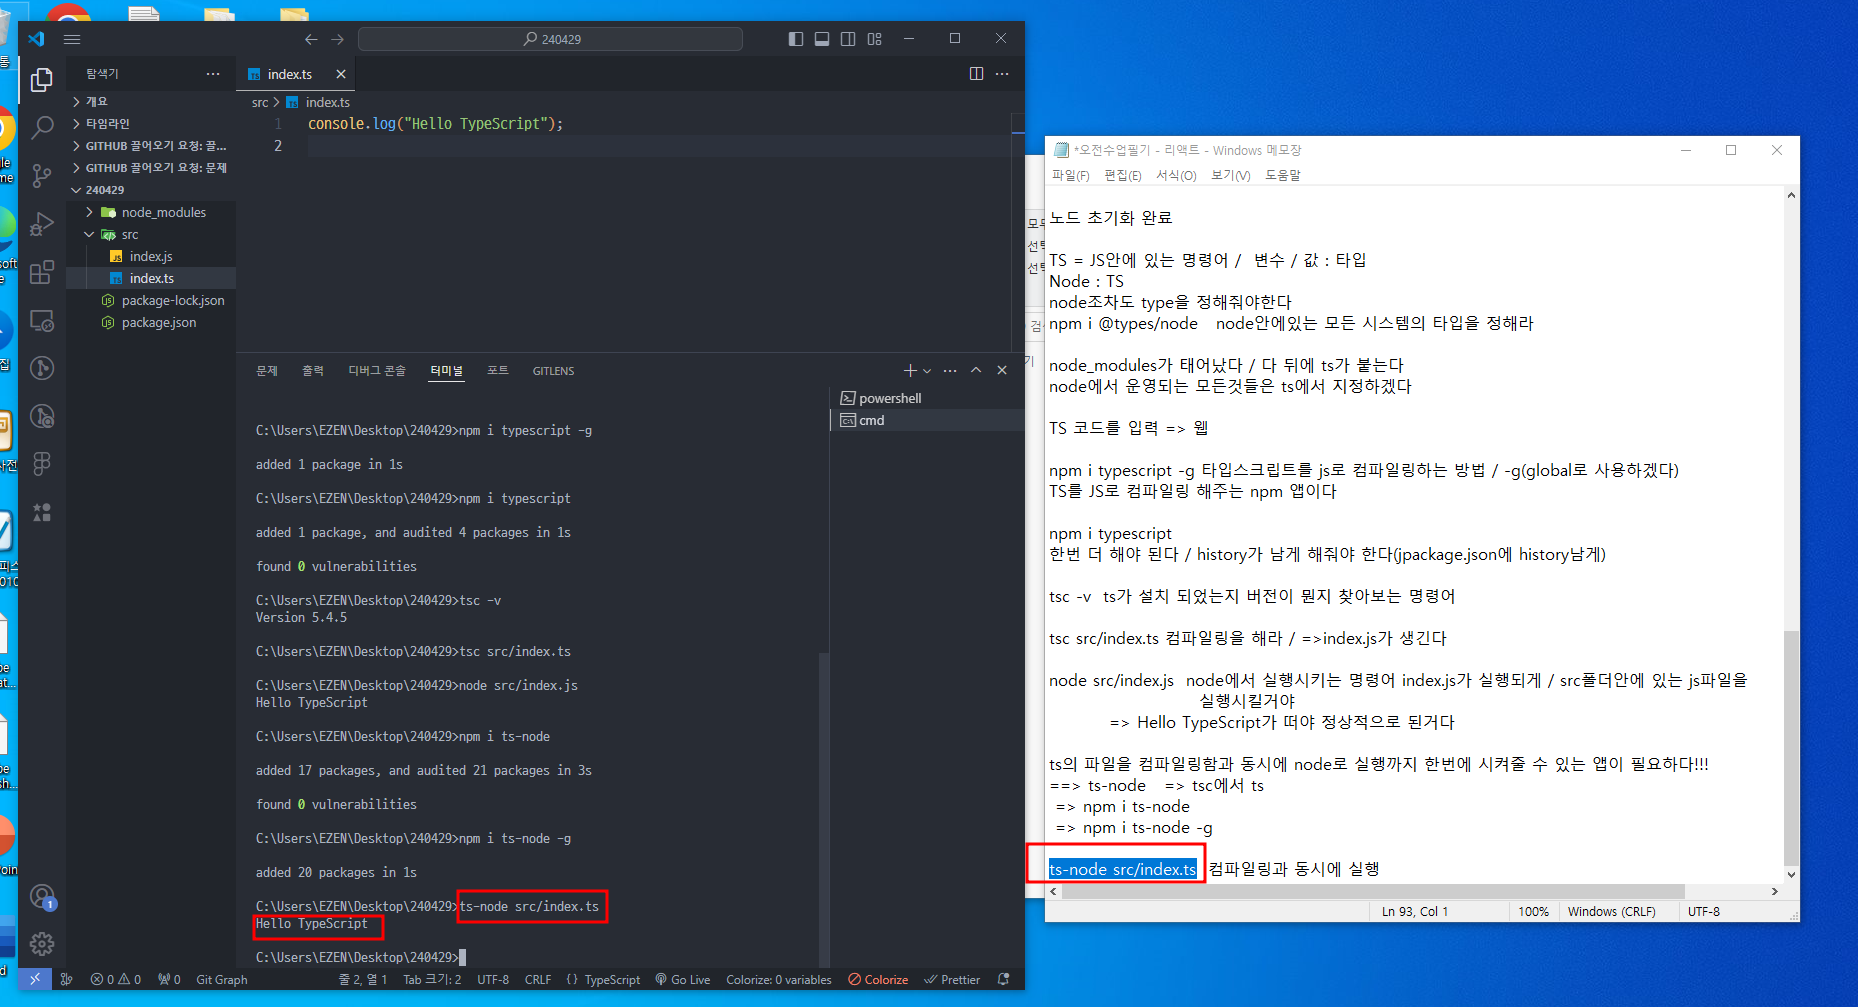 240429
탐색기
개요
타임라인
GITHUB 끌어오기 요청: 끌...
GITHUB 끌어오기 요청: 문제
240429
node_modules
src
index.js
index.ts
package-lock.json
package.json
index.ts
src > index.ts
1 console.log("Hello TypeScript");
2
문제 출력 디버그 콘솔 터미널 포트 GITLENS
powershell
cmd
C:\Users\EZEN\Desktop\240429>npm i typescript -g
added 1 package in 1s
C:\Users\EZEN\Desktop\240429>npm i typescript
added 1 package, and audited 4 packages in 1s
found 0 vulnerabilities
C:\Users\EZEN\Desktop\240429>tsc -v
Version 5.4.5
C:\Users\EZEN\Desktop\240429>tsc src/index.ts
C:\Users\EZEN\Desktop\240429>node src/index.js
Hello TypeScript
C:\Users\EZEN\Desktop\240429>npm i ts-node
added 17 packages, and audited 21 packages in 3s
found 0 vulnerabilities
C:\Users\EZEN\Desktop\240429>npm i ts-node -g
added 20 packages in 1s
C:\Users\EZEN\Desktop\240429>ts-node src/index.ts
Hello TypeScript
C:\Users\EZEN\Desktop\240429>
1
0 0 0 Git Graph 줄 2, 열 1 Tab 크기: 2 UTF-8 CRLF {} TypeScript Go Live Colorize: 0 variables Colorize Prettier
*오전수업필기 - 리액트 - Windows 메모장
파일(F) 편집(E) 서식(O) 보기(V) 도움말
노드 초기화 완료
TS = JS안에 있는 명령어 / 변수 / 값 : 타입
Node : TS
node조차도 type을 정해줘야한다
npm i @types/node node안에있는 모든 시스템의 타입을 정해라
node_modules가 태어났다 / 다 뒤에 ts가 붙는다
node에서 운영되는 모든것들은 ts에서 지정하겠다
TS 코드를 입력 => 웹
npm i typescript -g 타입스크립트를 js로 컴파일링하는 방법 / -g(global로 사용하겠다)
TS를 JS로 컴파일링 해주는 npm 앱이다
npm i typescript
한번 더 해야 된다 / history가 남게 해줘야 한다(jpackage.json에 history남게)
tsc -v ts가 설치 되었는지 버전이 뭔지 찾아보는 명령어
tsc src/index.ts 컴파일링을 해라 / =>index.js가 생긴다
node src/index.js node에서 실행시키는 명령어 index.js가 실행되게 / src폴더안에 있는 js파일을
실행시킬거야
=> Hello TypeScript가 떠야 정상적으로 된거다
ts의 파일을 컴파일링함과 동시에 node로 실행까지 한번에 시켜줄 수 있는 앱이 필요하다!!!
==> ts-node => tsc에서 ts
=> npm i ts-node
=> npm i ts-node -g
ts-node src/index.ts 컴파일링과 동시에 실행
Ln 93, Col 1 100% Windows (CRLF) UTF-8